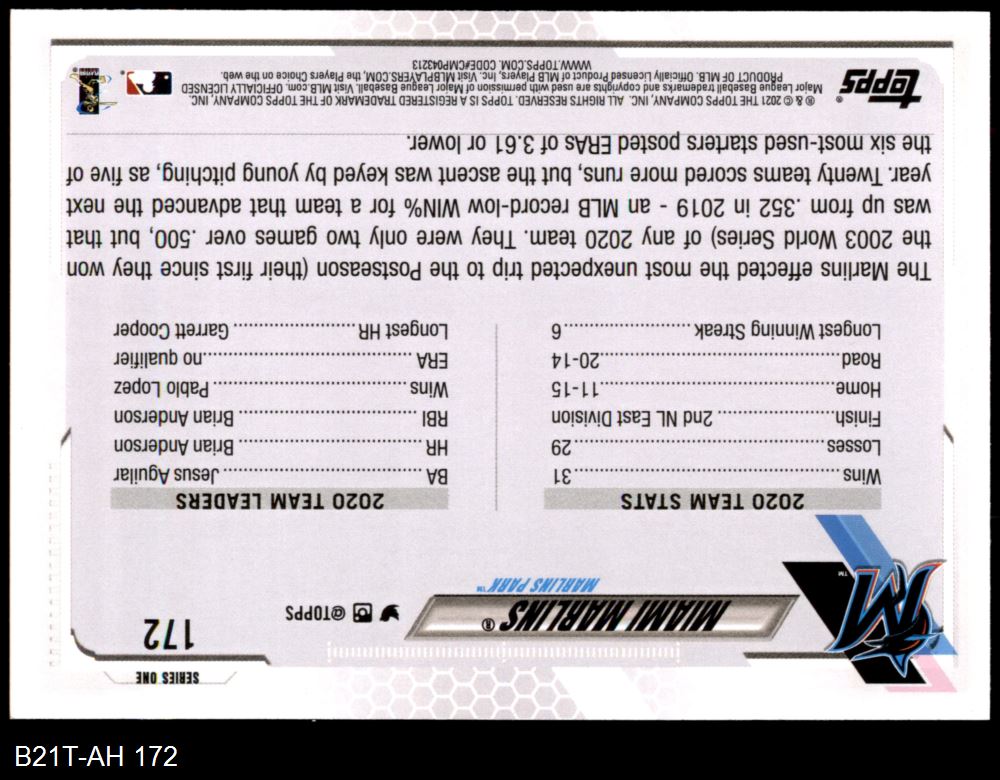 SERIES ONE
172
MIAMI MARLINS®
@TOPPS
MARLINS PARK™
2020 TEAM STATS
Wins 31
Losses 29
Finish 2nd NL East Division
Home 11-15
Road 20-14
Longest Winning Streak 6
2020 TEAM LEADERS
BA Jesus Aguilar
HR Brian Anderson
RBI Brian Anderson
Wins Pablo Lopez
ERA no qualifier
Longest HR Garrett Cooper
The Marlins effected the most unexpected trip to the Postseason (their first since they won
the 2003 World Series) of any 2020 team. They were only two games over .500, but that
was up from .352 in 2019 - an MLB record-low WIN% for a team that advanced the next
year. Twenty teams scored more runs, but the ascent was keyed by young pitching, as five of
the six most-used starters posted ERAs of 3.61 or lower.
topps®
® & © 2021 THE TOPPS COMPANY, INC. ALL RIGHTS RESERVED. TOPPS IS A REGISTERED TRADEMARK OF THE TOPPS COMPANY, INC.
Major League Baseball trademarks and copyrights are used with permission of Major League Baseball. Visit MLB.com. OFFICIALLY LICENSED
PRODUCT OF MLB. Officially Licensed Product of MLB Players, Inc. Visit MLBPLAYERS.COM, the Players Choice on the web.
WWW.TOPPS.COM. CODE#CMP043213
B21T-AH 172